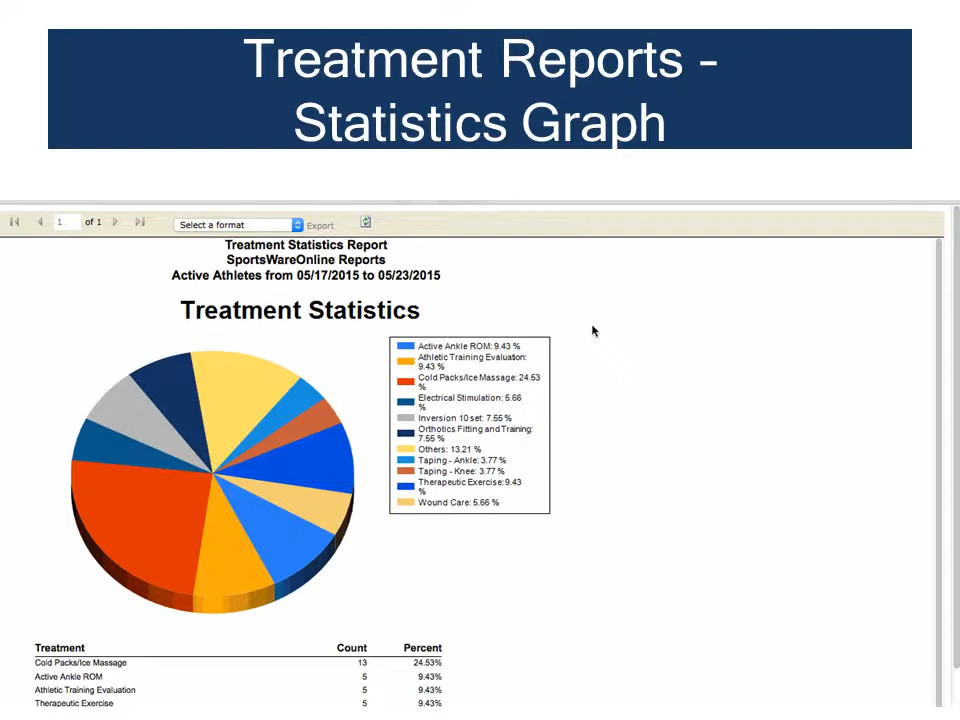 Treatment Reports –
Statistics Graph
1 of 1 Select a format Export
Treatment Statistics Report
SportsWareOnline Reports
Active Athletes from 05/17/2015 to 05/23/2015
Treatment Statistics
Active Ankle ROM: 9.43 %
Athletic Training Evaluation:
9.43 %
Cold Packs/Ice Massage: 24.53
%
Electrical Stimulation: 5.66
%
Inversion 10 set: 7.55 %
Orthotics Fitting and Training:
7.55 %
Others: 13.21 %
Taping - Ankle: 3.77 %
Taping - Knee: 3.77 %
Therapeutic Exercise: 9.43
%
Wound Care: 5.66 %
Treatment Count Percent
Cold Packs/Ice Massage 13 24.53%
Active Ankle ROM 5 9.43%
Athletic Training Evaluation 5 9.43%
Therapeutic Exercise 5 9.43%